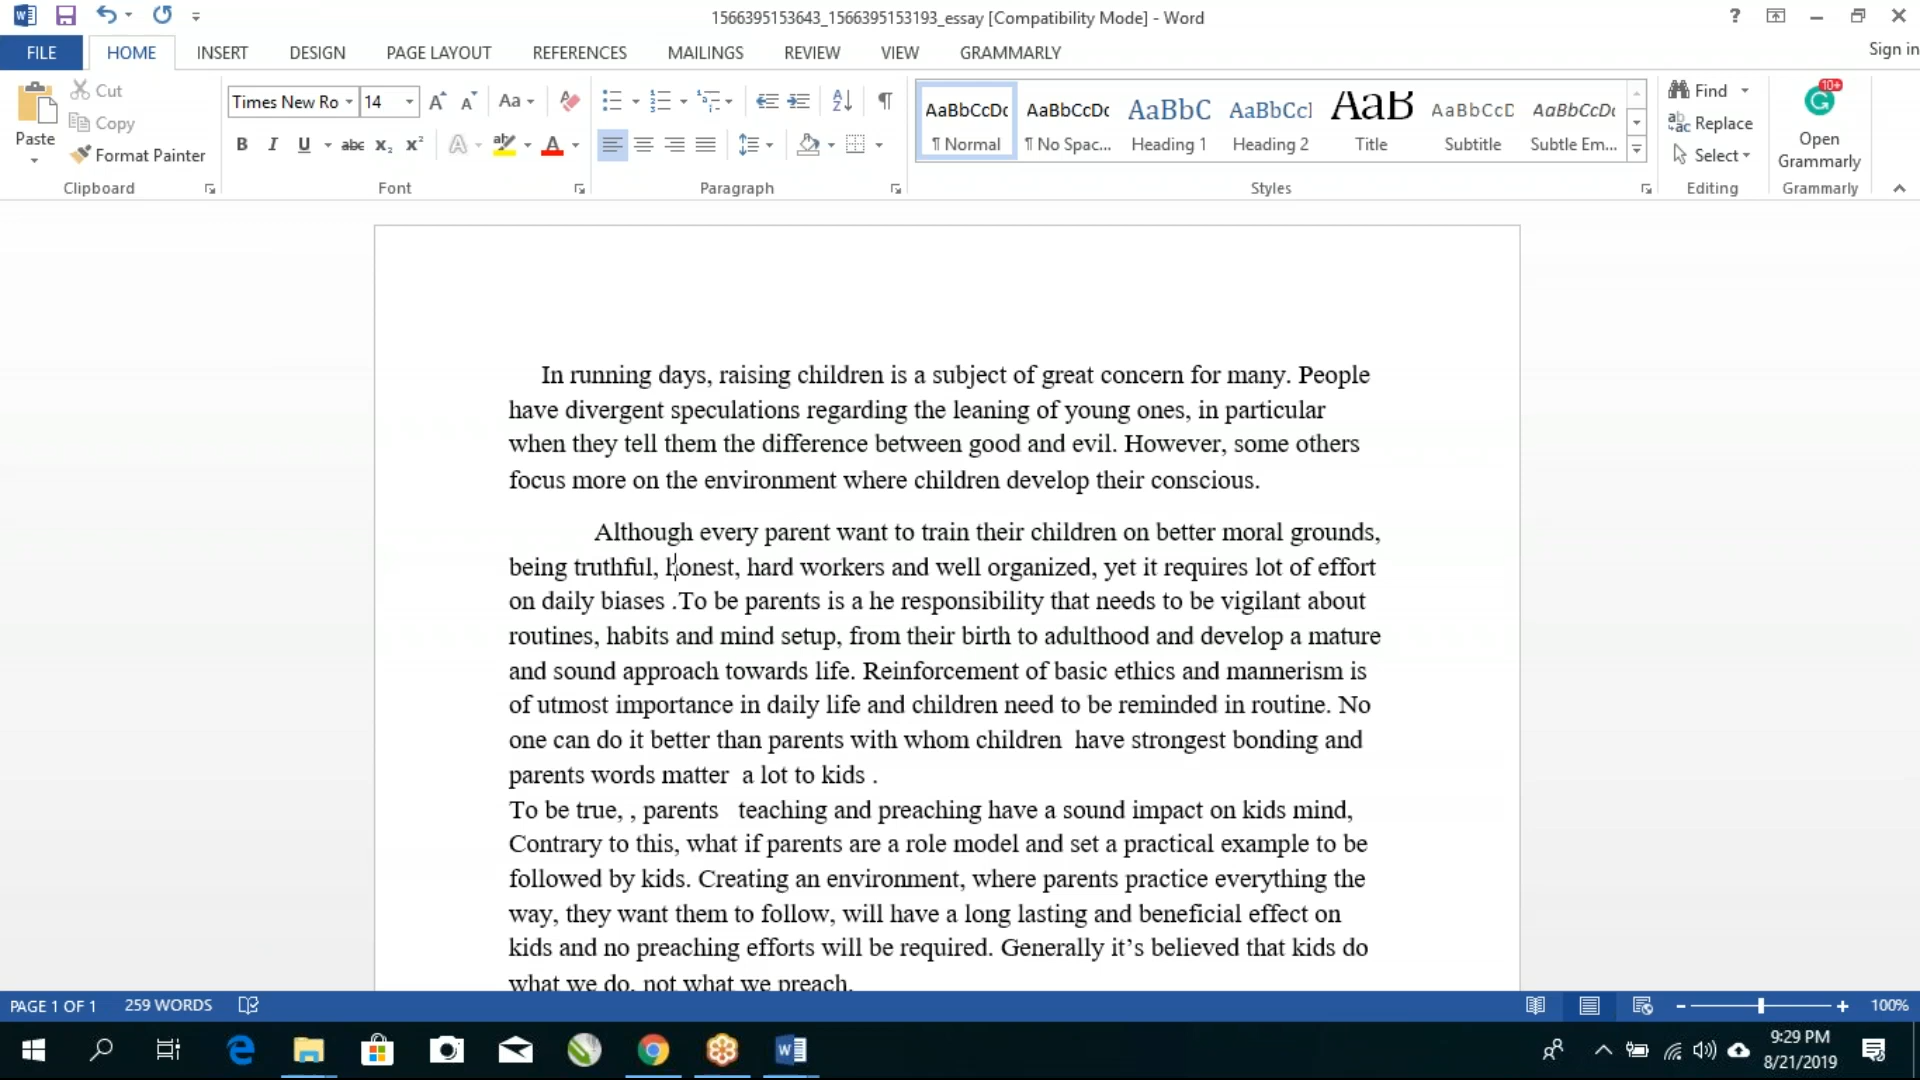 1566395153643_1566395153193_essay [Compatibility Mode] - Word
FILE HOME INSERT DESIGN PAGE LAYOUT REFERENCES MAILINGS REVIEW VIEW GRAMMARLY Sign in
Paste
Cut
Copy
Format Painter
Clipboard
Times New Ro 14
Font
Paragraph
AaBbCcDc AaBbCcDc AaBbC AaBbCcI AaB AaBbCcD AaBbCcDc
¶ Normal ¶ No Spac... Heading 1 Heading 2 Title Subtitle Subtle Em...
Styles
Find
Replace
Select
Editing
10+
Open
Grammarly
Grammarly
In running days, raising children is a subject of great concern for many. People
have divergent speculations regarding the leaning of young ones, in particular
when they tell them the difference between good and evil. However, some others
focus more on the environment where children develop their conscious.
Although every parent want to train their children on better moral grounds,
being truthful, honest, hard workers and well organized, yet it requires lot of effort
on daily biases .To be parents is a he responsibility that needs to be vigilant about
routines, habits and mind setup, from their birth to adulthood and develop a mature
and sound approach towards life. Reinforcement of basic ethics and mannerism is
of utmost importance in daily life and children need to be reminded in routine. No
one can do it better than parents with whom children  have strongest bonding and
parents words matter  a lot to kids .
To be true, , parents   teaching and preaching have a sound impact on kids mind,
Contrary to this, what if parents are a role model and set a practical example to be
followed by kids. Creating an environment, where parents practice everything the
way, they want them to follow, will have a long lasting and beneficial effect on
kids and no preaching efforts will be required. Generally it’s believed that kids do
what we do, not what we preach.
PAGE 1 OF 1 259 WORDS 100%
9:29 PM
8/21/2019